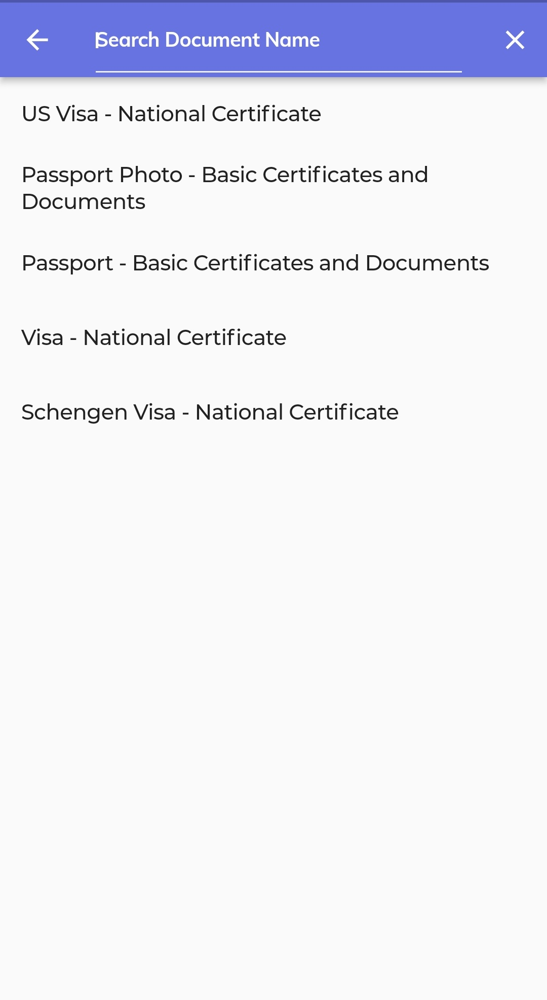 Search Document Name
US Visa - National Certificate
Passport Photo - Basic Certificates and
Documents
Passport - Basic Certificates and Documents
Visa - National Certificate
Schengen Visa - National Certificate